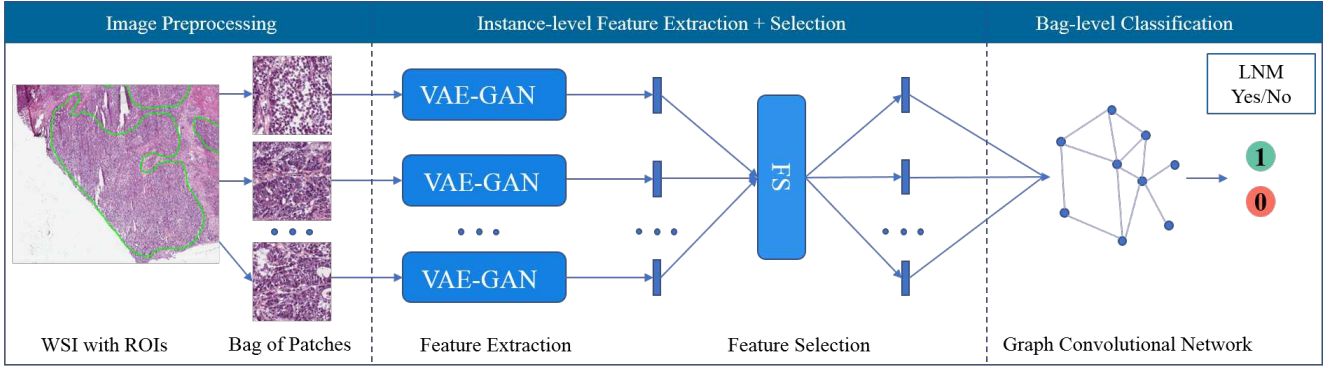 Image Preprocessing
Instance-level Feature Extraction + Selection
Bag-level Classification
LNM
Yes/No
VAE-GAN
VAE-GAN
VAE-GAN
FS
1
0
WSI with ROIs
Bag of Patches
Feature Extraction
Feature Selection
Graph Convolutional Network